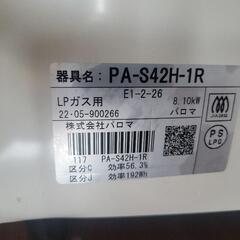 器具名： PA-S42H-1R
E1-2-26
LPガス用 8.10kW
22·05-900266 パロマ
株式会社パロマ
117 PA-S42H-1R
区分C 効率56.3%
区分J 効率192Wh
PS
LPG